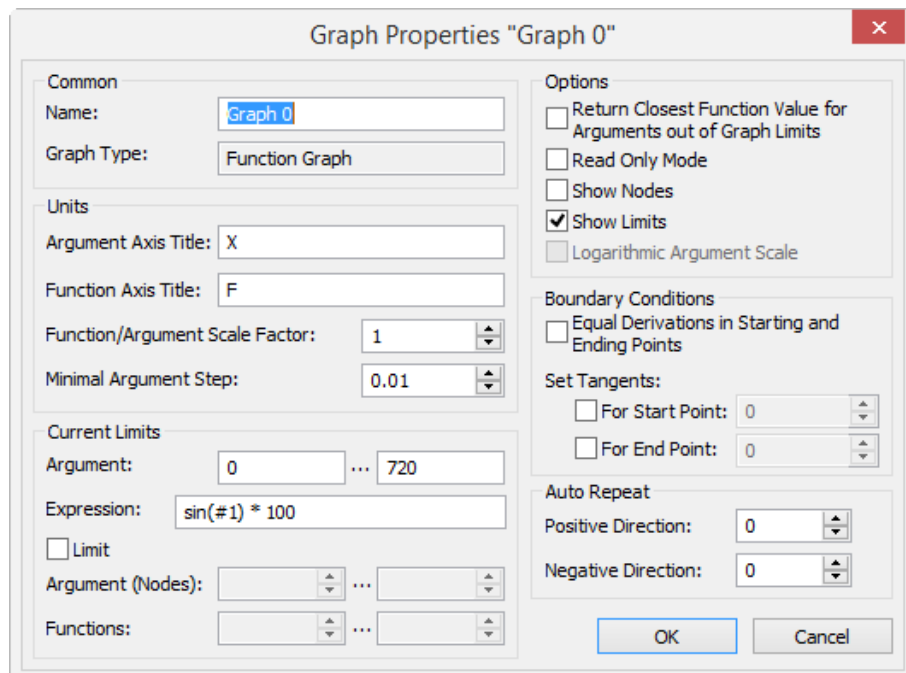 Graph Properties "Graph 0"
Common
Name: Graph 0
Graph Type: Function Graph
Units
Argument Axis Title: X
Function Axis Title: F
Function/Argument Scale Factor: 1
Minimal Argument Step: 0.01
Current Limits
Argument: 0 ... 720
Expression: sin(#1) * 100
Limit
Argument (Nodes): ...
Functions: ...
Options
Return Closest Function Value for
Arguments out of Graph Limits
Read Only Mode
Show Nodes
Show Limits
Logarithmic Argument Scale
Boundary Conditions
Equal Derivations in Starting and
Ending Points
Set Tangents:
For Start Point: 0
For End Point: 0
Auto Repeat
Positive Direction: 0
Negative Direction: 0
OK Cancel